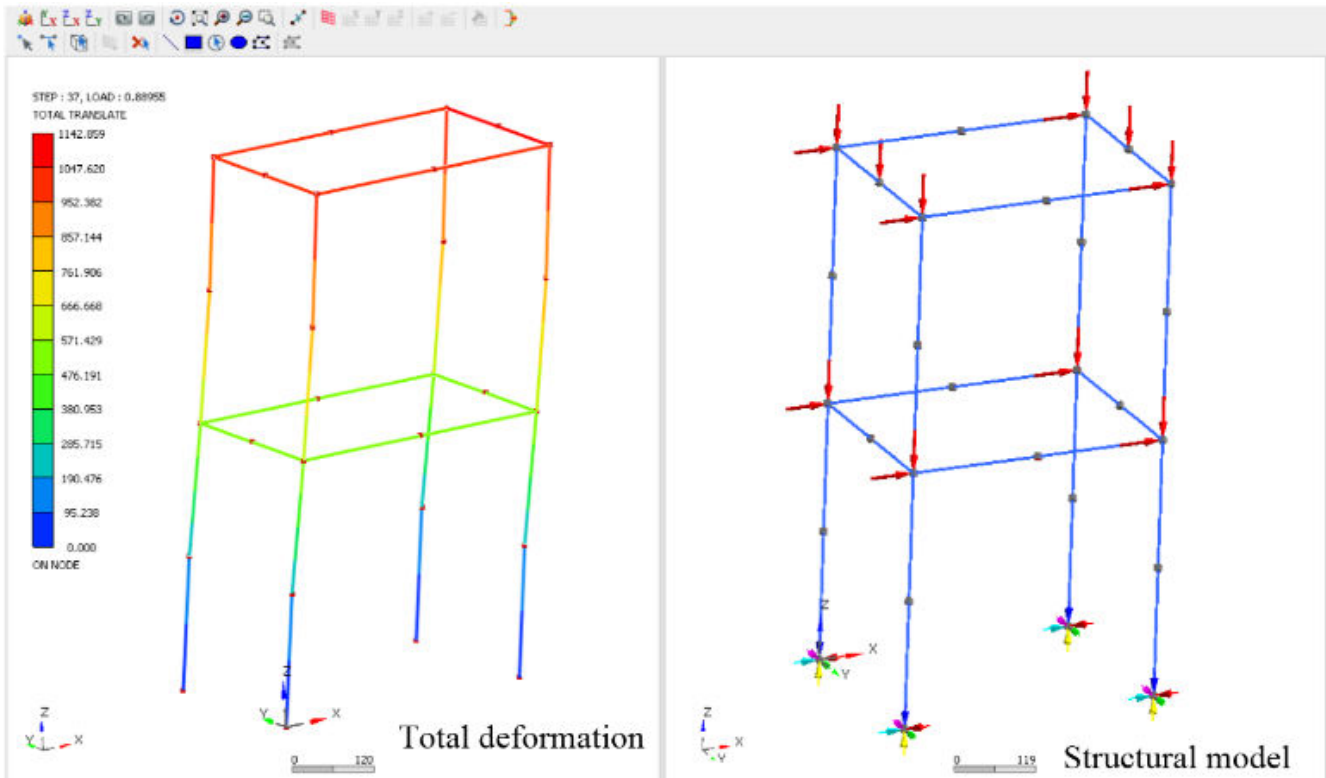 STEP : 37, LOAD : 0.88955
TOTAL TRANSLATE
1142.859
1047.620
952.382
857.144
761.906
666.668
571.429
476.191
380.953
285.715
190.476
95.238
0.000
ON NODE
Z
Y X
Z
Y X
0 120
Total deformation
Z
X
Y
Z
X
Y
0 119
Structural model